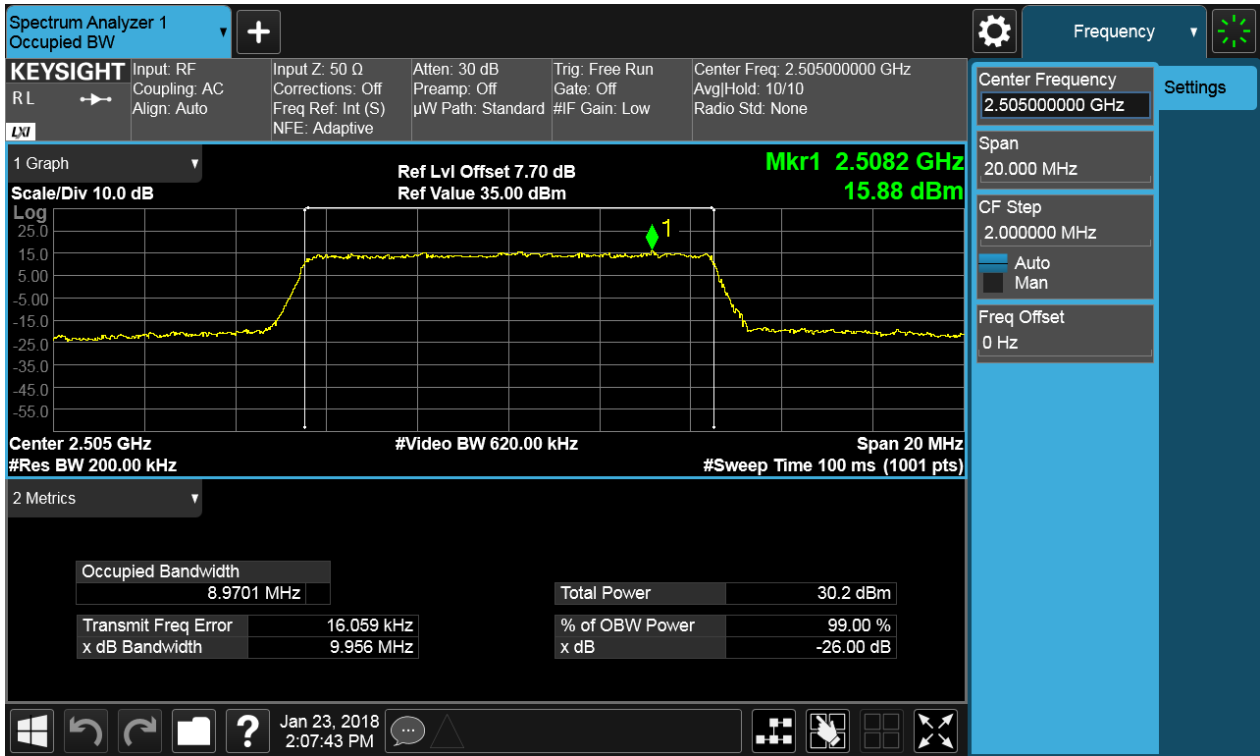 Spectrum Analyzer 1
Occupied BW
Frequency
KEYSIGHT
R L
LXI
Input: RF
Coupling: AC
Align: Auto
Input Z: 50 Ω
Corrections: Off
Freq Ref: Int (S)
NFE: Adaptive
Atten: 30 dB
Preamp: Off
µW Path: Standard
Trig: Free Run
Gate: Off
#IF Gain: Low
Center Freq: 2.505000000 GHz
Avg|Hold: 10/10
Radio Std: None
Center Frequency
2.505000000 GHz
Settings
Span
20.000 MHz
CF Step
2.000000 MHz
Auto
Man
Freq Offset
0 Hz
1 Graph
Scale/Div 10.0 dB
Ref Lvl Offset 7.70 dB
Ref Value 35.00 dBm
Mkr1 2.5082 GHz
15.88 dBm
Log
25.0
15.0
5.00
-5.00
-15.0
-25.0
-35.0
-45.0
-55.0
1
Center 2.505 GHz
#Video BW 620.00 kHz
Span 20 MHz
#Res BW 200.00 kHz
#Sweep Time 100 ms (1001 pts)
2 Metrics
Occupied Bandwidth
8.9701 MHz
Total Power 30.2 dBm
Transmit Freq Error 16.059 kHz
% of OBW Power 99.00 %
x dB Bandwidth 9.956 MHz
x dB -26.00 dB
?
Jan 23, 2018
2:07:43 PM